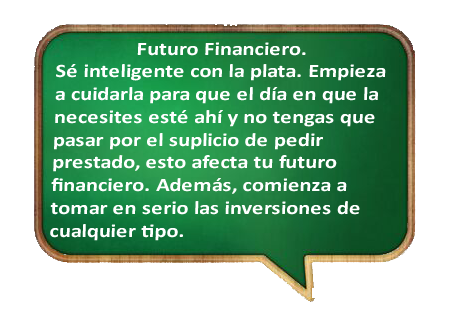 Futuro Financiero.
Sé inteligente con la plata. Empieza
a cuidarla para que el día en que la
necesites esté ahí y no tengas que
pasar por el suplicio de pedir
prestado, esto afecta tu futuro
financiero. Además, comienza a
tomar en serio las inversiones de
cualquier tipo.